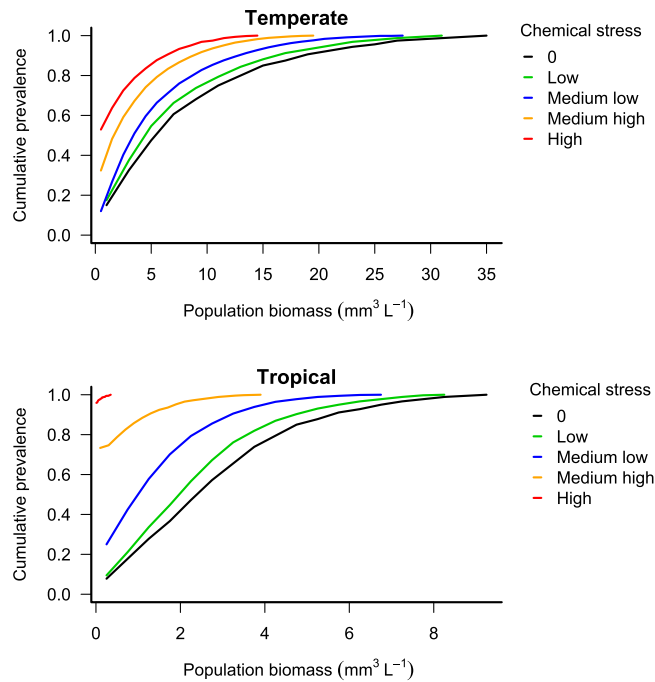 Temperate
Chemical stress
0
Low
Medium low
Medium high
High
Cumulative prevalence
1.0
0.8
0.6
0.4
0.2
0.0
0 5 10 15 20 25 30 35
Population biomass (mm³ L⁻¹)
Tropical
Chemical stress
0
Low
Medium low
Medium high
High
Cumulative prevalence
1.0
0.8
0.6
0.4
0.2
0.0
0 2 4 6 8
Population biomass (mm³ L⁻¹)